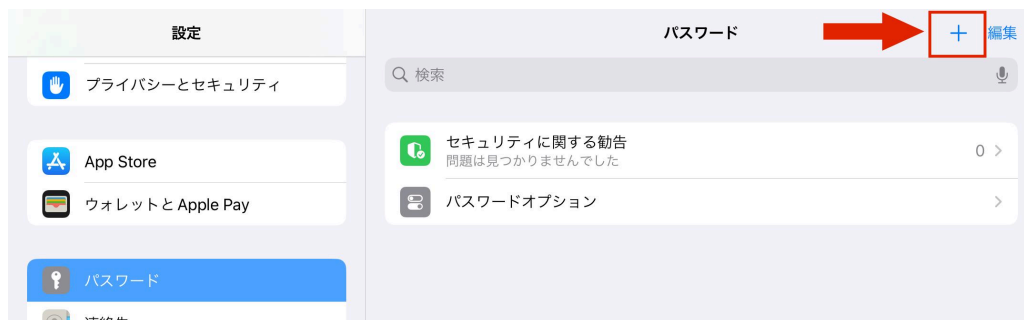 設定
プライバシーとセキュリティ
App Store
ウォレットと Apple Pay
パスワード
パスワード
編集
検索
セキュリティに関する勧告
問題は見つかりませんでした
0
パスワードオプション